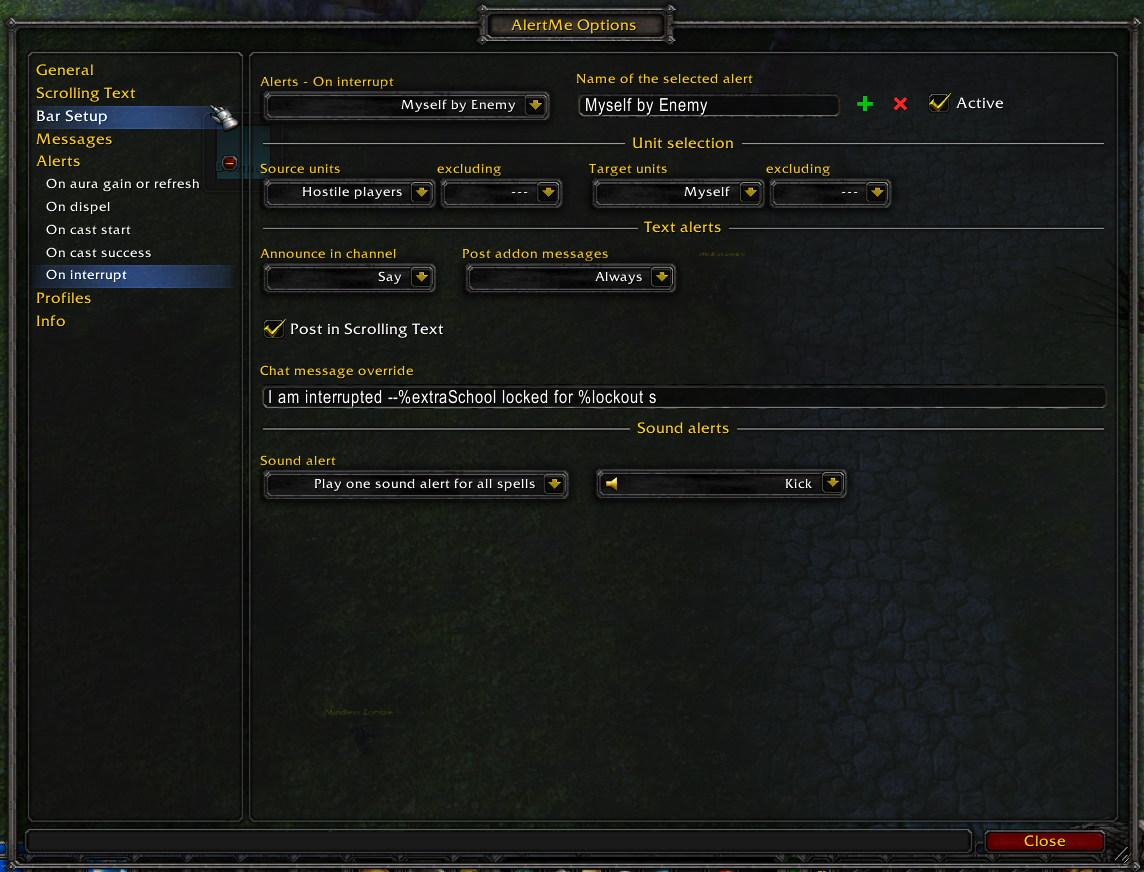 AlertMe Options
General
Scrolling Text
Bar Setup
Messages
Alerts
On aura gain or refresh
On dispel
On cast start
On cast success
On interrupt
Profiles
Info
Alerts - On interrupt
Myself by Enemy
Name of the selected alert
Myself by Enemy
Active
Unit selection
Source units
excluding
Target units
excluding
Hostile players
---
Myself
---
Text alerts
Announce in channel
Post addon messages
Say
Always
Post in Scrolling Text
Chat message override
I am interrupted --%extraSchool locked for %lockout s
Sound alerts
Sound alert
Play one sound alert for all spells
Kick
Mindless Zombie
Close